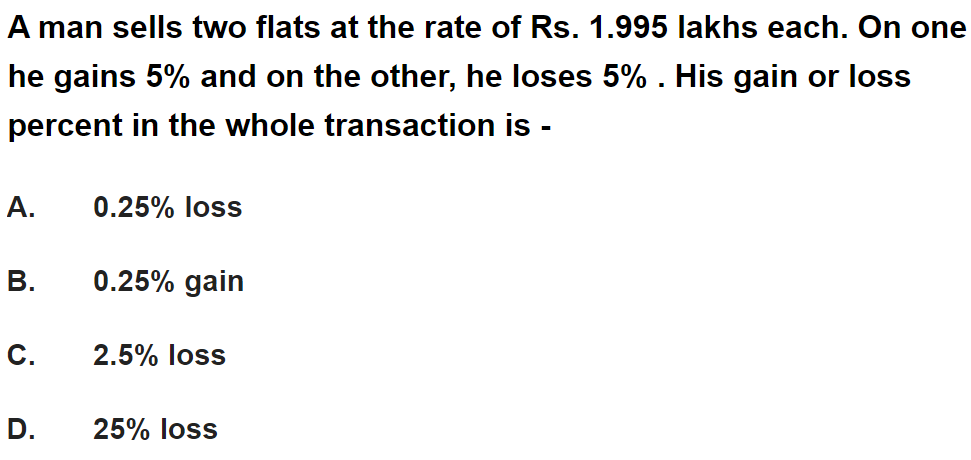 A man sells two flats at the rate of Rs. 1.995 lakhs each. On one
he gains 5% and on the other, he loses 5% . His gain or loss
percent in the whole transaction is -
A. 0.25% loss
B. 0.25% gain
C. 2.5% loss
D. 25% loss